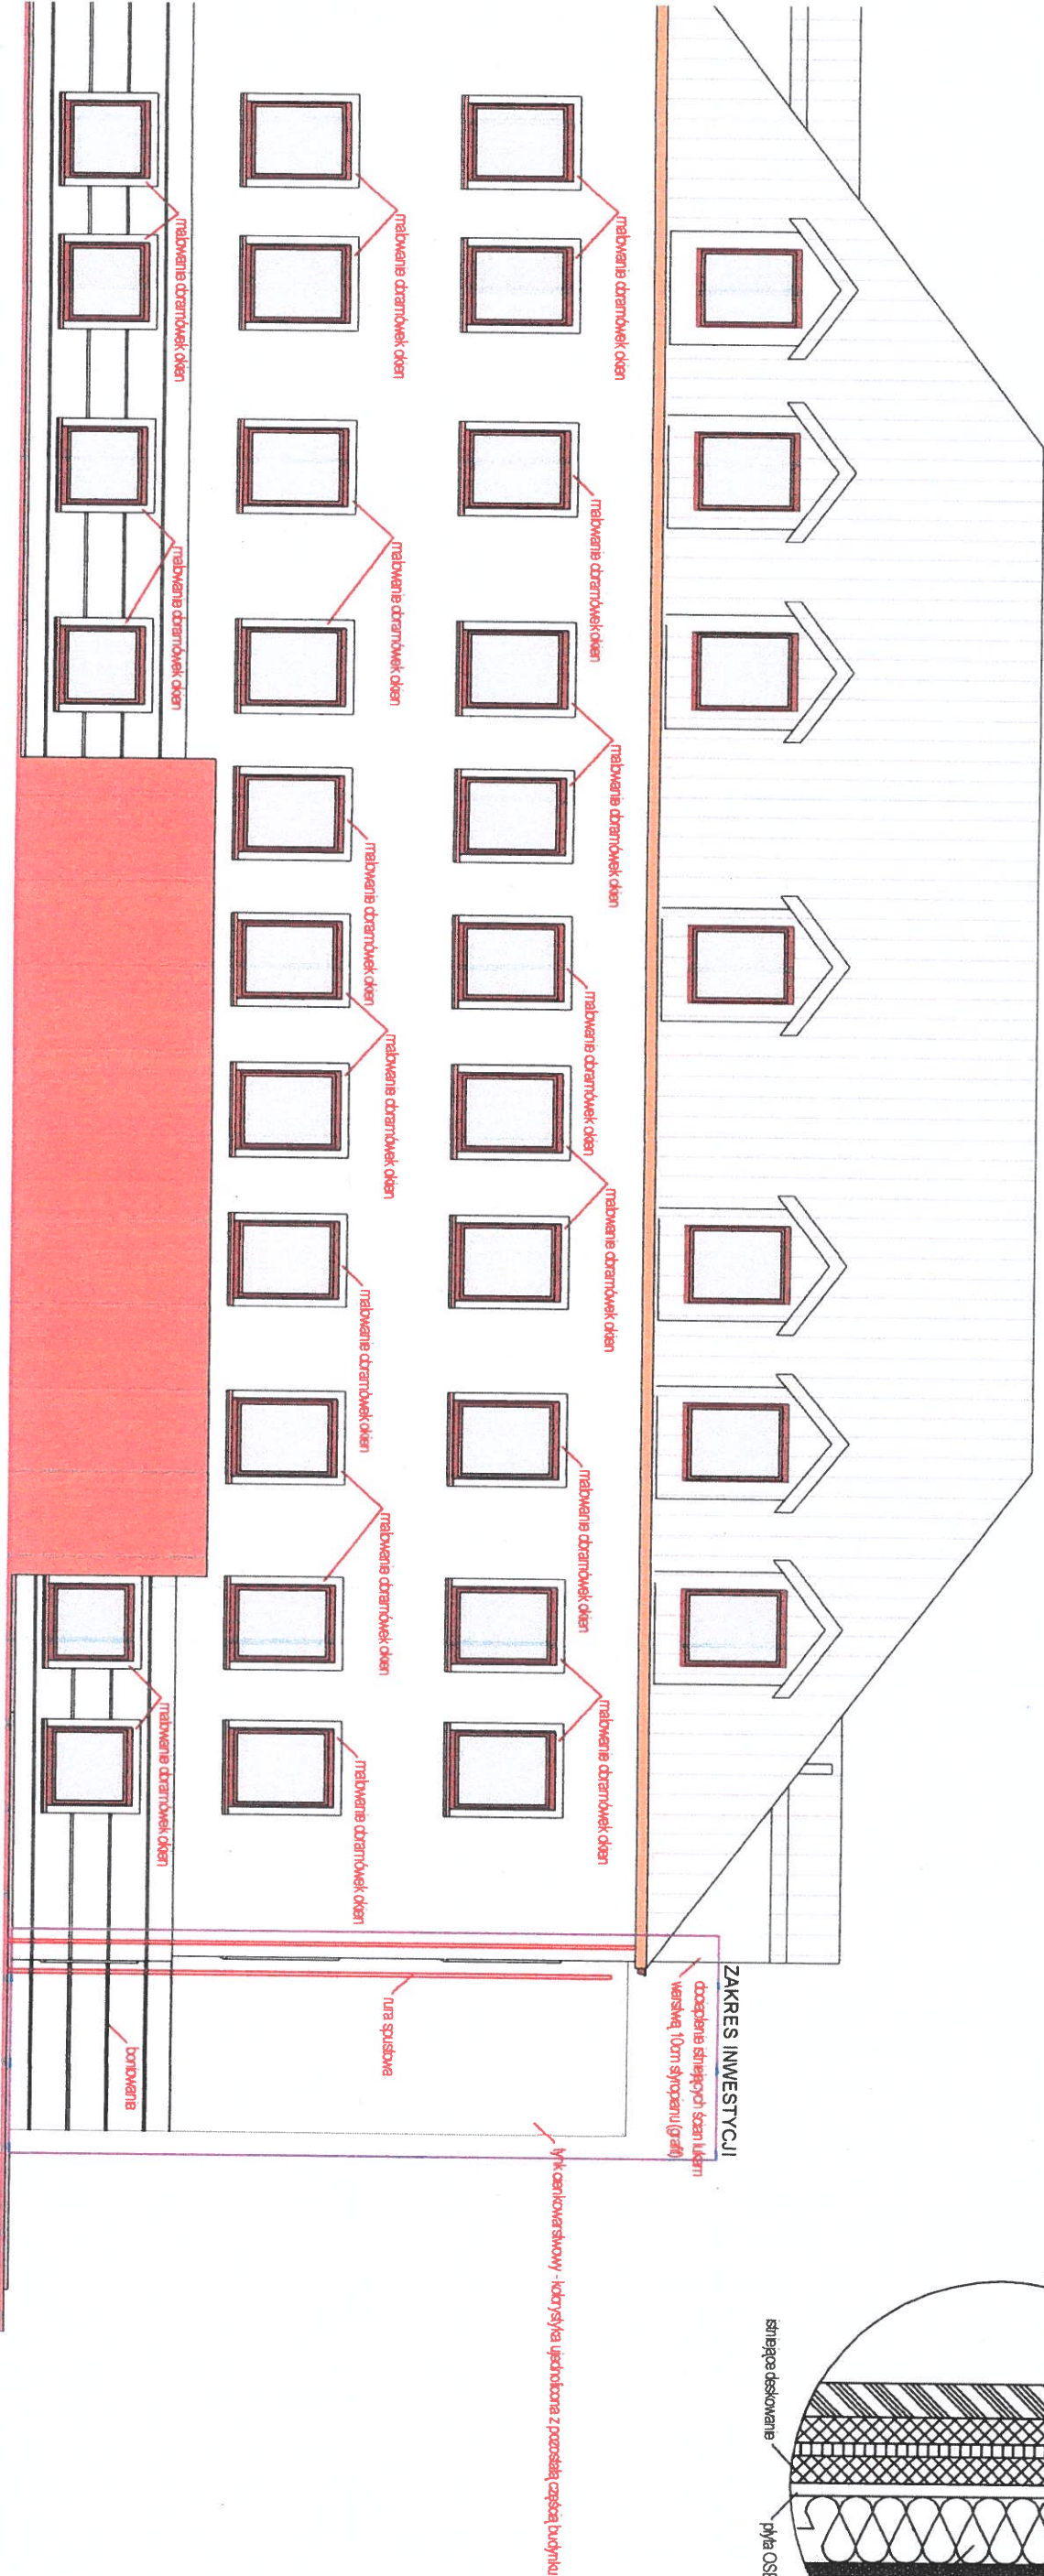 ZAKRES INWESTYCJI
docieplenie istniejących ścian lukarn
warstwą 10cm styropianu (grafit)
istniejące deskowanie
płyta OSB
malowanie obramówek okien
malowanie obramówek okien
malowanie obramówek okien
malowanie obramówek okien
malowanie obramówek okien
malowanie obramówek okien
malowanie obramówek okien
tynk cienkowarstwowy - kolorystyka ujednolicona z pozostałą częścią budynku
malowanie obramówek okien
malowanie obramówek okien
malowanie obramówek okien
malowanie obramówek okien
malowanie obramówek okien
malowanie obramówek okien
malowanie obramówek okien
rura spustowa
malowanie obramówek okien
malowanie obramówek okien
malowanie obramówek okien
boniowania